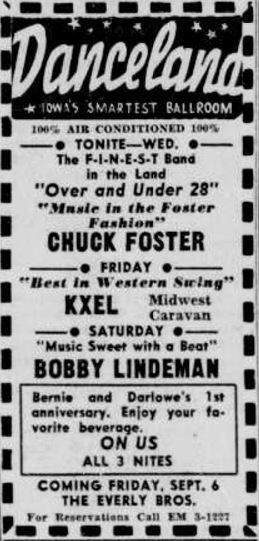 Danceland
IOWA'S SMARTEST BALLROOM
100% AIR CONDITIONED 100%
TONITE—WED.
The F-I-N-E-S-T Band
in the Land
"Over and Under 28"
"Music in the Foster
Fashion"
CHUCK FOSTER
FRIDAY
"Best in Western Swing"
KXEL Midwest
Caravan
SATURDAY
"Music Sweet with a Beat"
BOBBY LINDEMAN
Bernie and Darlowe's 1st
anniversary. Enjoy your fa-
vorite beverage.
ON US
ALL 3 NITES
COMING FRIDAY, SEPT. 6
THE EVERLY BROS.
For Reservations Call EM 3-1227